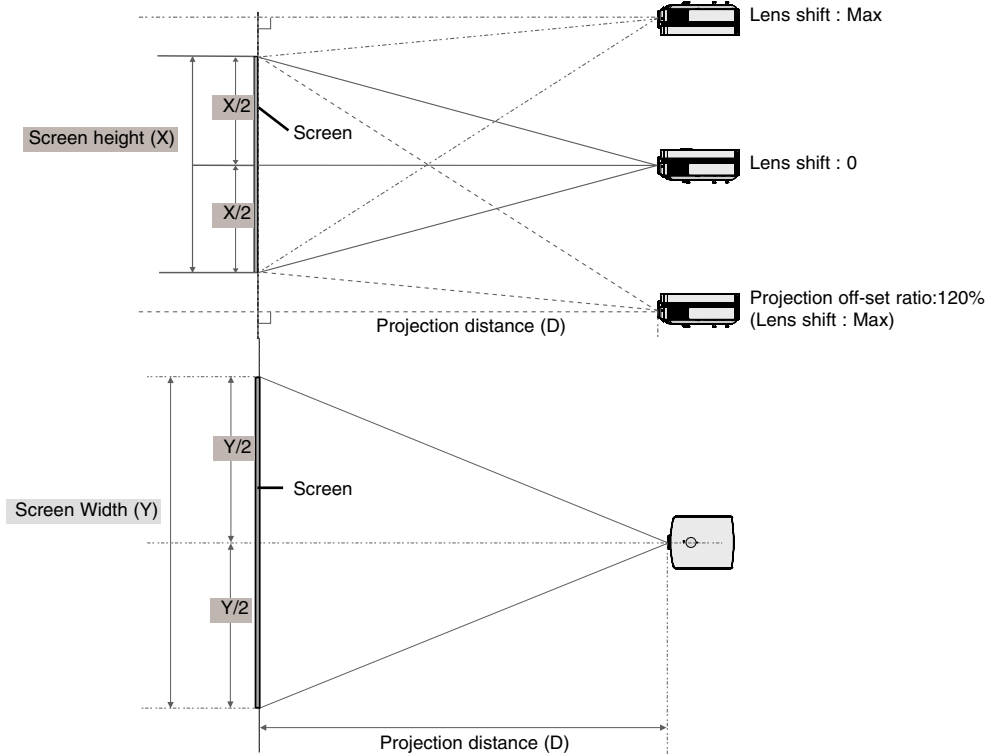 Lens shift : Max
X/2
Screen
Screen height (X)
Lens shift : 0
X/2
Projection off-set ratio:120%
(Lens shift : Max)
Projection distance (D)
Y/2
Screen
Screen Width (Y)
Y/2
Projection distance (D)